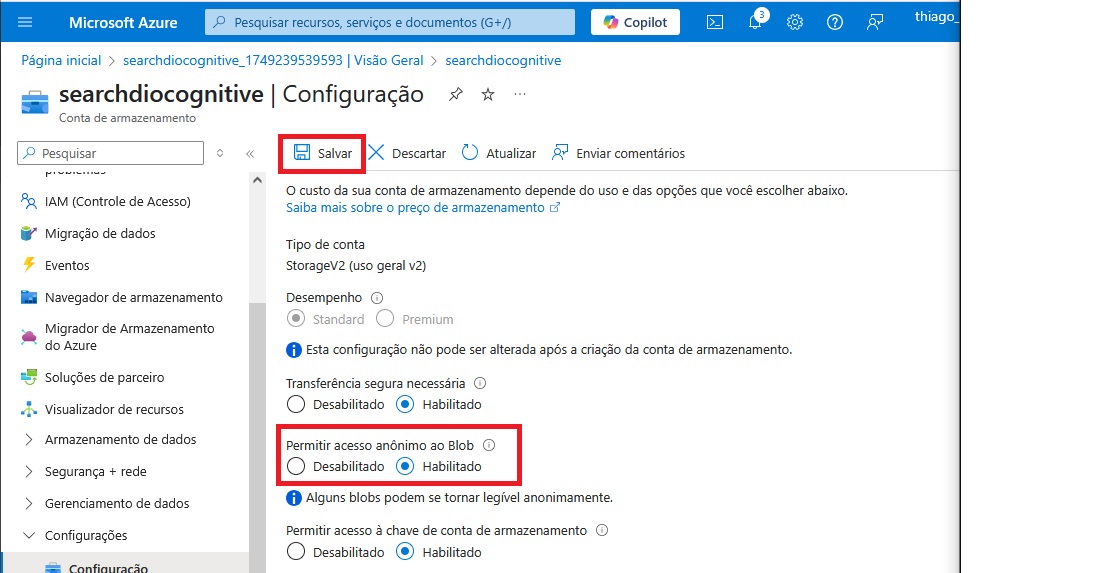 Microsoft Azure
Pesquisar recursos, serviços e documentos (G+/)
Copilot
3
thiago_
Página inicial > searchdiocognitive_1749239539593 | Visão Geral > searchdiocognitive
searchdiocognitive | Configuração
Conta de armazenamento
Pesquisar
Salvar
Descartar
Atualizar
Enviar comentários
problemas
IAM (Controle de Acesso)
Migração de dados
Eventos
Navegador de armazenamento
Migrador de Armazenamento
do Azure
Soluções de parceiro
Visualizador de recursos
Armazenamento de dados
Segurança + rede
Gerenciamento de dados
Configurações
Configuração
O custo da sua conta de armazenamento depende do uso e das opções que você escolher abaixo.
Saiba mais sobre o preço de armazenamento
Tipo de conta
StorageV2 (uso geral v2)
Desempenho
Standard Premium
Esta configuração não pode ser alterada após a criação da conta de armazenamento.
Transferência segura necessária
Desabilitado Habilitado
Permitir acesso anônimo ao Blob
Desabilitado Habilitado
Alguns blobs podem se tornar legível anonimamente.
Permitir acesso à chave de conta de armazenamento
Desabilitado Habilitado